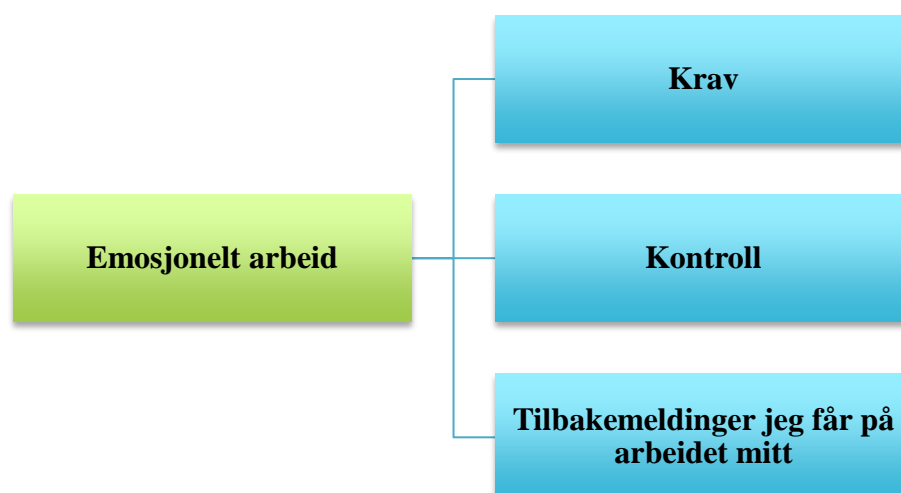 Krav
Emosjonelt arbeid
Kontroll
Tilbakemeldinger jeg får på
arbeidet mitt